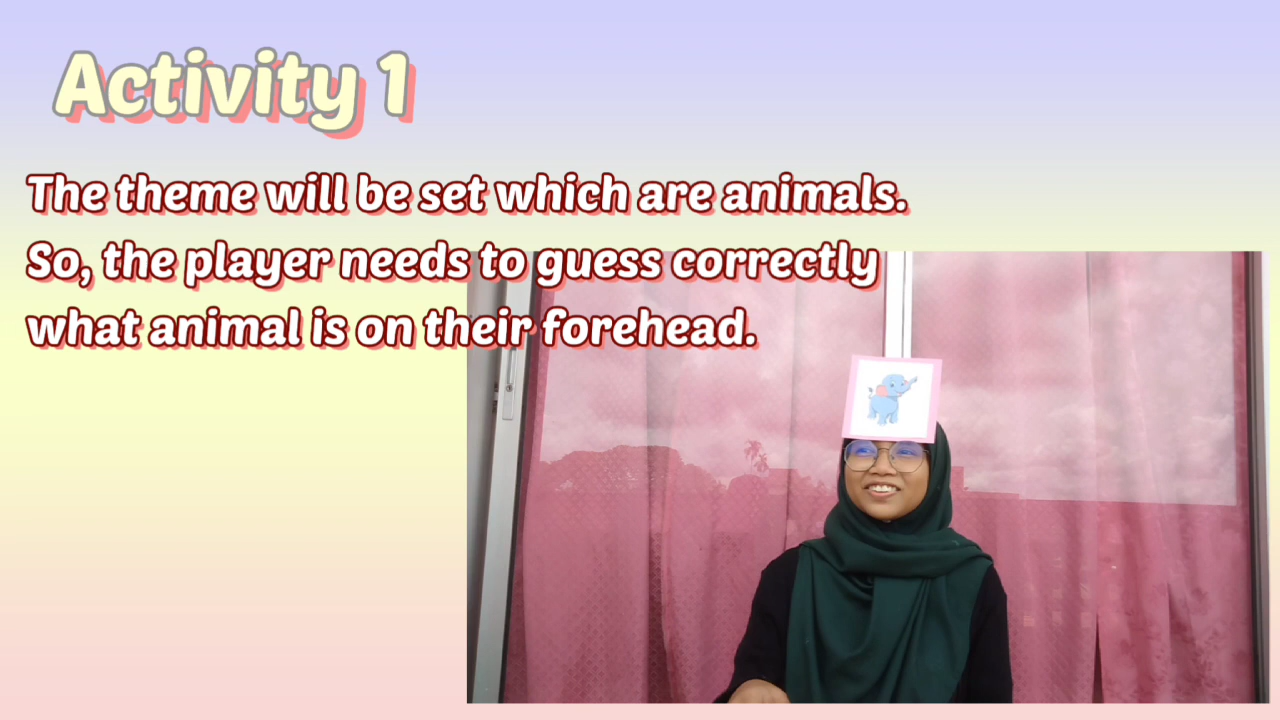 Activity 1
The theme will be set which are animals.
So, the player needs to guess correctly
what animal is on their forehead.